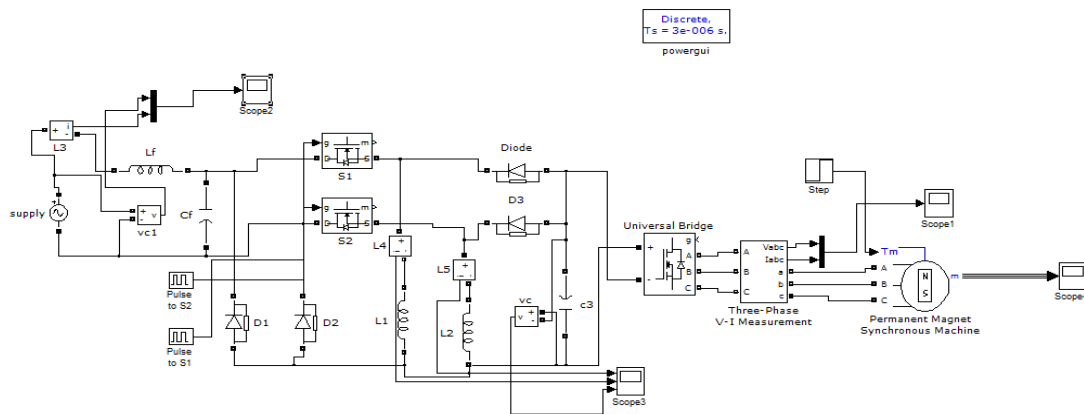 Discrete,
Ts = 3e-006 s.
powergui
Scope2
i
+
-
L3
Lf
g
m
D
S
S1
Diode
Step
Scope1
supply
+
+
-
v
vc1
Cf
g
m
D
S
S2
D3
Universal Bridge
g
+
A
B
-
C
Vabc
Iabc
A
a
B
b
C
c
Three-Phase
V-I Measurement
Tm
A
B
C
N
S
m
Scope
Permanent Magnet
Synchronous Machine
L4
+
-
i
L5
+
-
i
Pulse
to S2
D1
D2
L1
L2
vc
v
+
-
c3
Pulse
to S1
Scope3